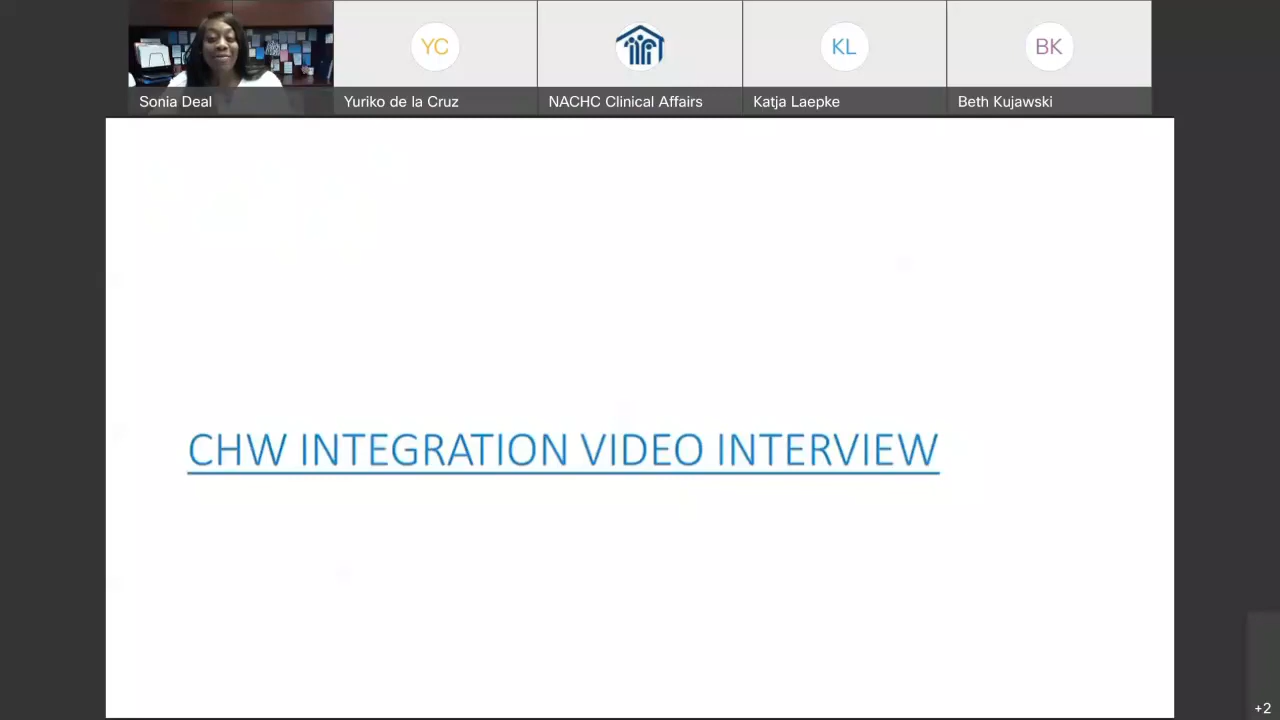 YC
KL
BK
Sonia Deal
Yuriko de la Cruz
NACHC Clinical Affairs
Katja Laepke
Beth Kujawski
CHW INTEGRATION VIDEO INTERVIEW
+2